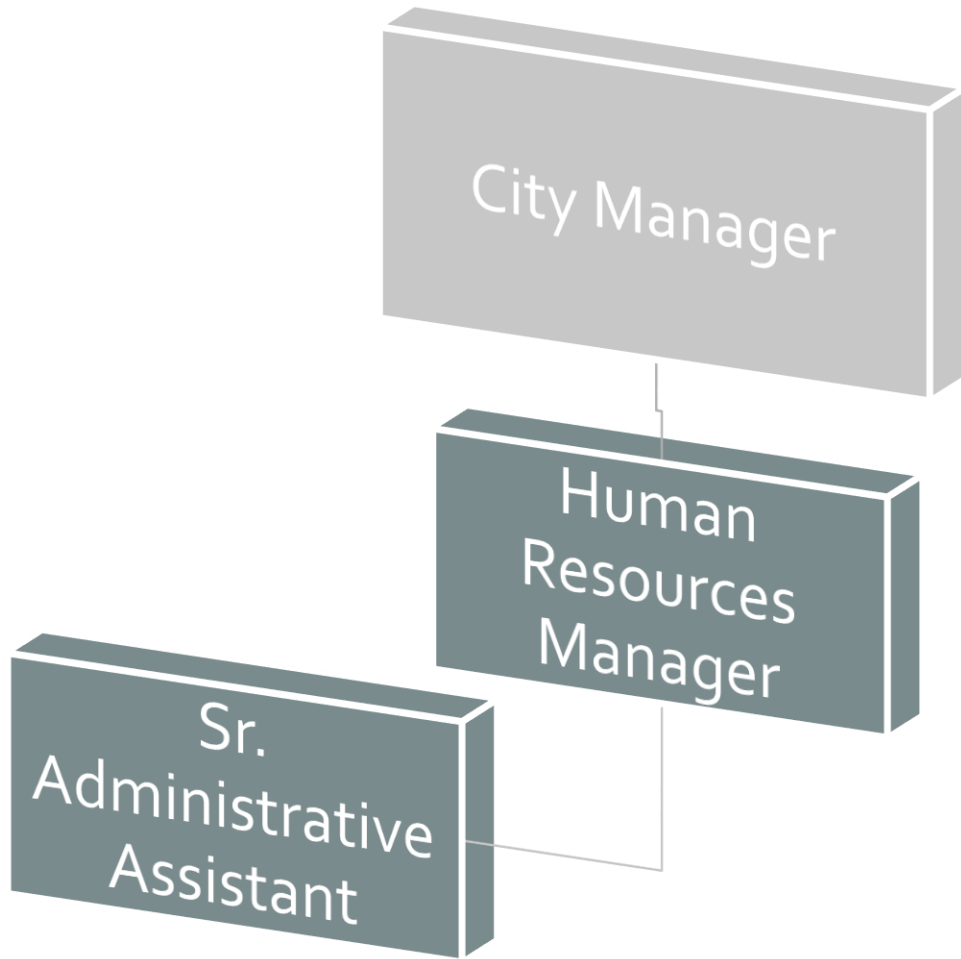 City Manager
Human
Resources
Manager
Sr.
Administrative
Assistant